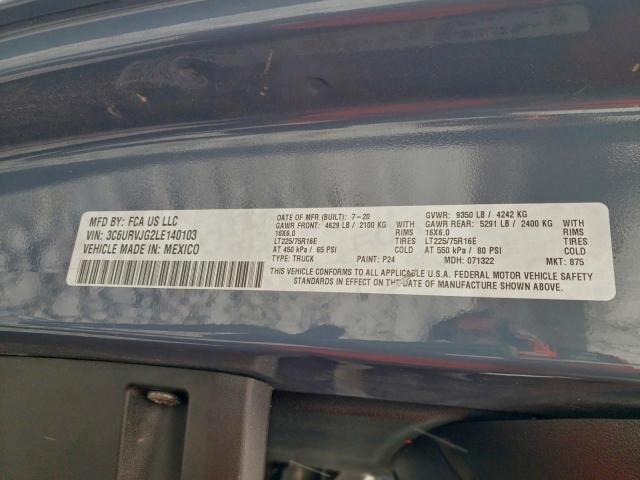 MFD BY: FCA US LLC
VIN: 3C6URVJG2LE140103
VEHICLE MADE IN: MEXICO
DATE OF MFR (BUILT): 7-20
GAWR FRONT: 4629 LB / 2100 KG
16X6.0 RIMS
LT225/75R16E TIRES
AT 450 kPa / 65 PSI COLD
TYPE: TRUCK PAINT: P24
GVWR: 9350 LB / 4242 KG
GAWR REAR: 5291 LB / 2400 KG
16X6.0 RIMS
LT225/75R16E TIRES
AT 550 kPa / 80 PSI COLD
MDH: 071322 MKT: 875
THIS VEHICLE CONFORMS TO ALL APPLICABLE U.S.A. FEDERAL MOTOR VEHICLE SAFETY
STANDARDS IN EFFECT ON THE DATE OF MANUFACTURE SHOWN ABOVE.